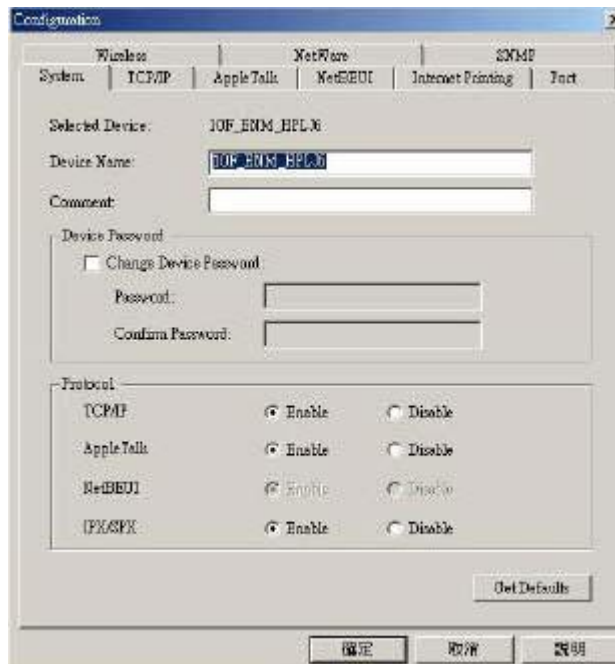 Configuration
Wireless NetWare SNMP
System TCP/IP AppleTalk NetBEUI Internet Printing Port
Selected Device: 10F_ENM_HPLJ6
Device Name: 10F_ENM_HPLJ6
Comment:
Device Password
Change Device Password
Password:
Confirm Password:
Protocol
TCP/IP Enable Disable
AppleTalk Enable Disable
NetBEUI Enable Disable
IPX/SPX Enable Disable
Get Defaults
確定 取消 說明